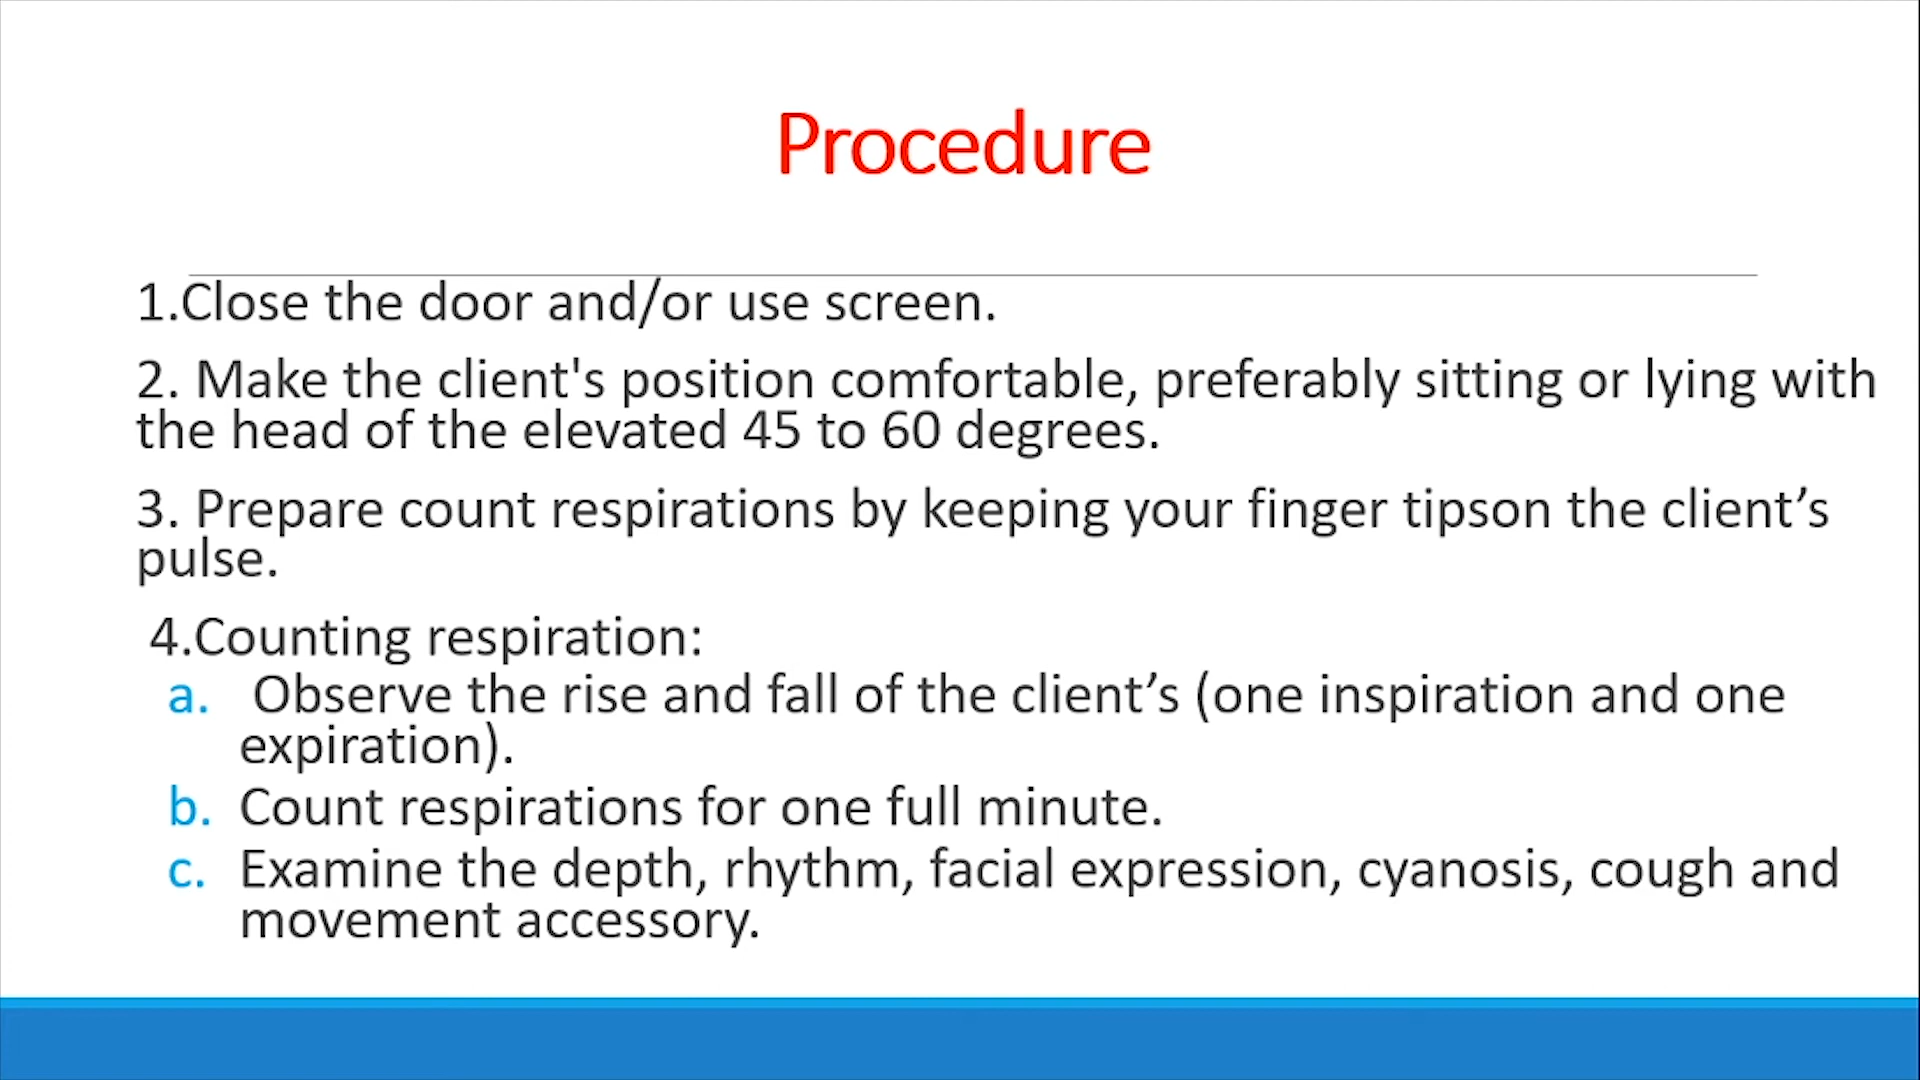 Procedure
1.Close the door and/or use screen.
2. Make the client's position comfortable, preferably sitting or lying with
the head of the elevated 45 to 60 degrees.
3. Prepare count respirations by keeping your finger tipson the client’s
pulse.
4.Counting respiration:
a. Observe the rise and fall of the client’s (one inspiration and one
expiration).
b. Count respirations for one full minute.
c. Examine the depth, rhythm, facial expression, cyanosis, cough and
movement accessory.